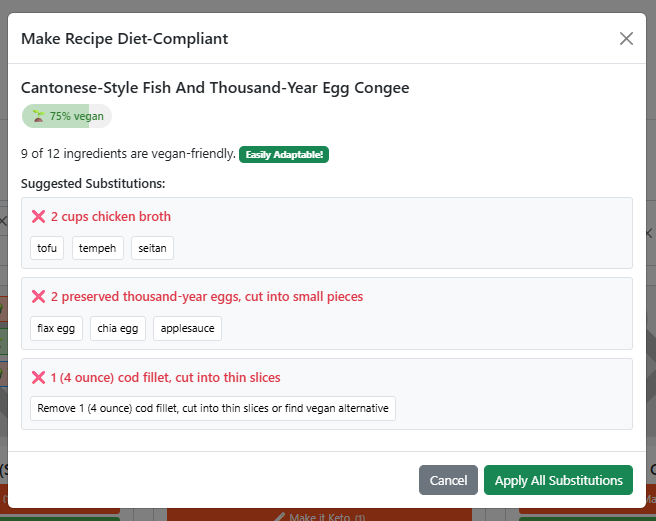 Make Recipe Diet-Compliant
Cantonese-Style Fish And Thousand-Year Egg Congee
75% vegan
9 of 12 ingredients are vegan-friendly. Easily Adaptable!
Suggested Substitutions:
2 cups chicken broth
tofu tempeh seitan
2 preserved thousand-year eggs, cut into small pieces
flax egg chia egg applesauce
1 (4 ounce) cod fillet, cut into thin slices
Remove 1 (4 ounce) cod fillet, cut into thin slices or find vegan alternative
Cancel Apply All Substitutions
Make it Keto (1)